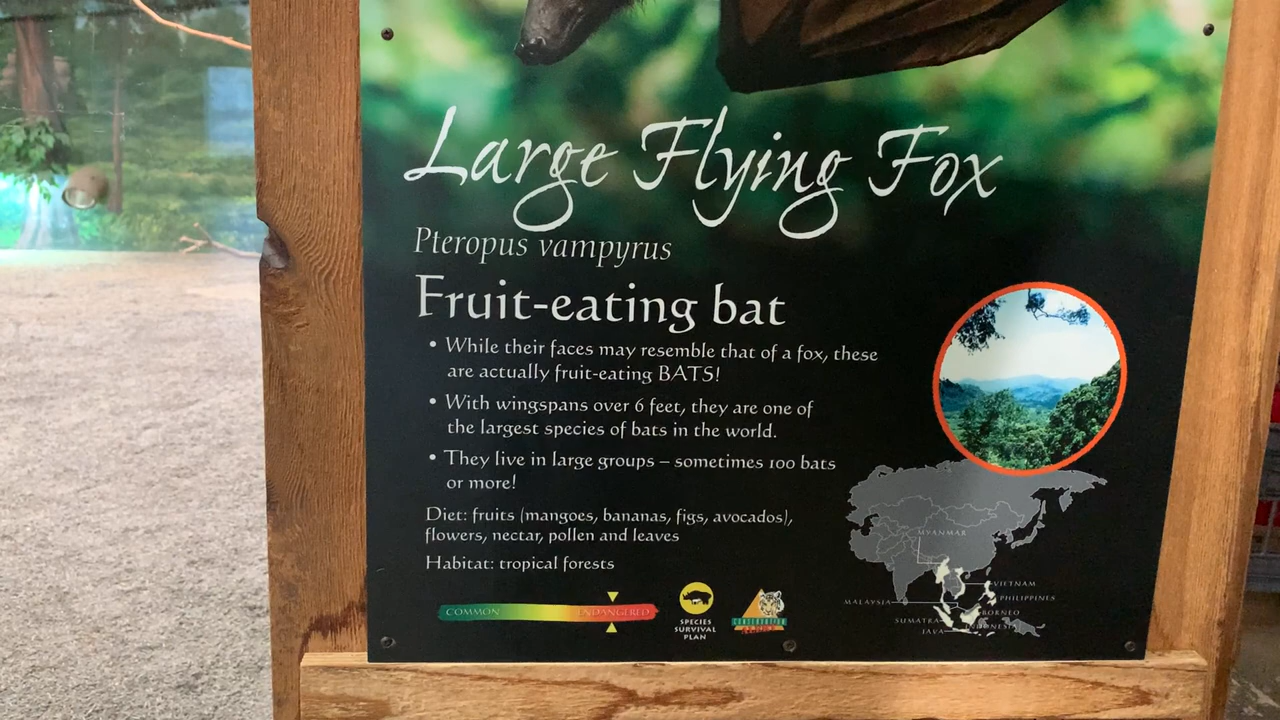 Large Flying Fox
Pteropus vampyrus
Fruit-eating bat
• While their faces may resemble that of a fox, these
are actually fruit-eating BATS!
• With wingspans over 6 feet, they are one of
the largest species of bats in the world.
• They live in large groups – sometimes 100 bats
or more!
Diet: fruits (mangoes, bananas, figs, avocados),
flowers, nectar, pollen and leaves
Habitat: tropical forests
COMMON
ENDANGERED
SPECIES
SURVIVAL
PLAN
CONSERVATION
MYANMAR
VIETNAM
PHILIPPINES
MALAYSIA
BORNEO
SUMATRA
INDONESIA
JAVA